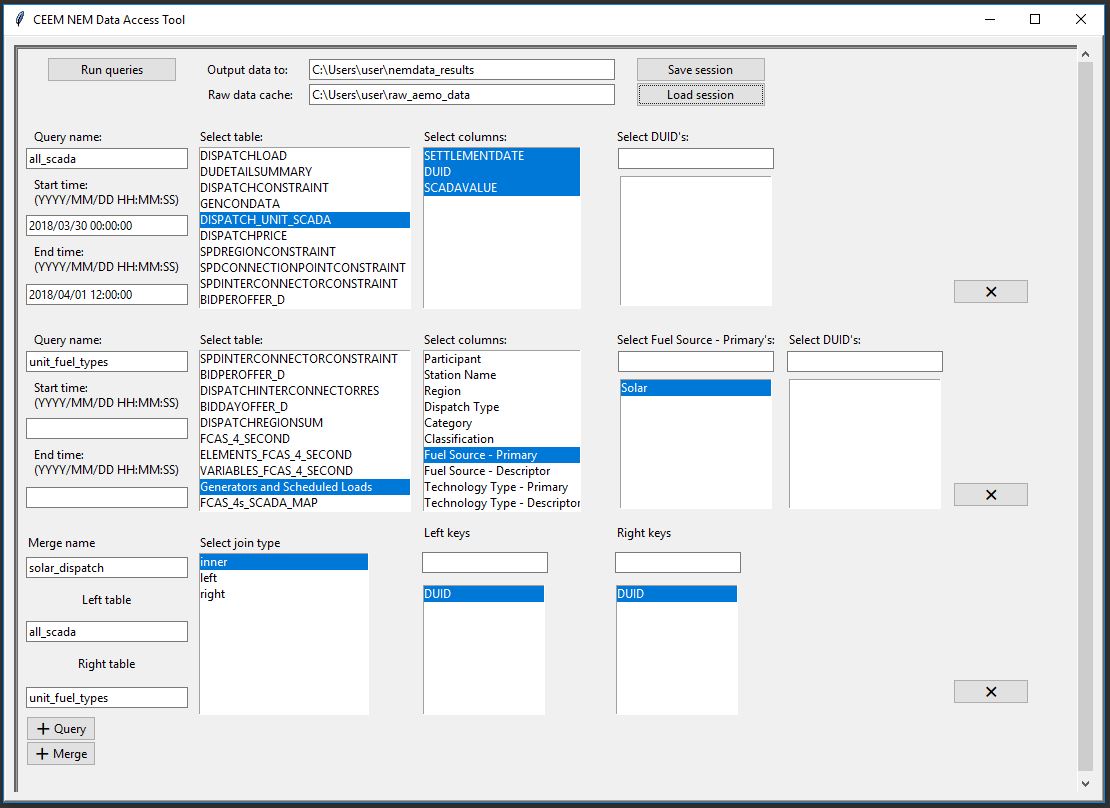 CEEM NEM Data Access Tool
Run queries
Output data to:
C:\Users\user\nemdata_results
Save session
Raw data cache:
C:\Users\user\raw_aemo_data
Load session
Query name:
all_scada
Start time:
(YYYY/MM/DD HH:MM:SS)
2018/03/30 00:00:00
End time:
(YYYY/MM/DD HH:MM:SS)
2018/04/01 12:00:00
Select table:
DISPATCHLOAD
DUDETAILSUMMARY
DISPATCHCONSTRAINT
GENCONDATA
DISPATCH_UNIT_SCADA
DISPATCHPRICE
SPDREGIONCONSTRAINT
SPDCONNECTIONPOINTCONSTRAINT
SPDINTERCONNECTORCONSTRAINT
BIDPEROFFER_D
Select columns:
SETTLEMENTDATE
DUID
SCADAVALUE
Select DUID's:
Query name:
unit_fuel_types
Start time:
(YYYY/MM/DD HH:MM:SS)
End time:
(YYYY/MM/DD HH:MM:SS)
Select table:
SPDINTERCONNECTORCONSTRAINT
BIDPEROFFER_D
DISPATCHINTERCONNECTORRES
BIDDAYOFFER_D
DISPATCHREGIONSUM
FCAS_4_SECOND
ELEMENTS_FCAS_4_SECOND
VARIABLES_FCAS_4_SECOND
Generators and Scheduled Loads
FCAS_4s_SCADA_MAP
Select columns:
Participant
Station Name
Region
Dispatch Type
Category
Classification
Fuel Source - Primary
Fuel Source - Descriptor
Technology Type - Primary
Technology Type - Descriptor
Select Fuel Source - Primary's:
Solar
Select DUID's:
Merge name
solar_dispatch
Left table
all_scada
Right table
unit_fuel_types
Select join type
inner
left
right
Left keys
DUID
Right keys
DUID
+ Query
+ Merge